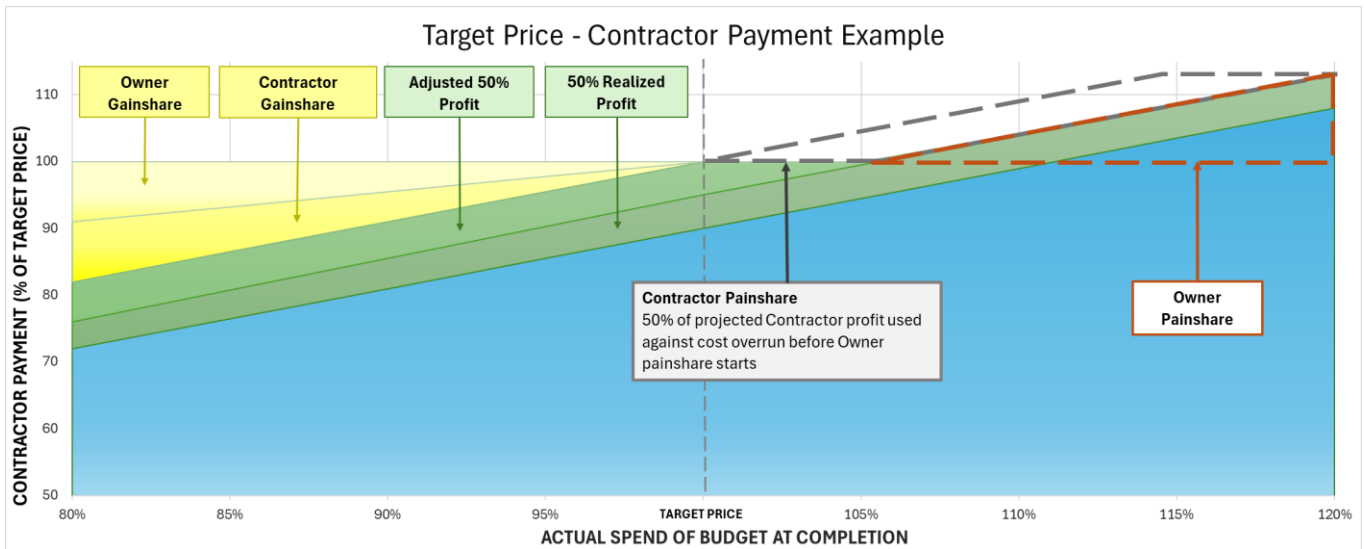 Target Price - Contractor Payment Example
Owner
Gainshare
Contractor
Gainshare
Adjusted 50%
Profit
50% Realized
Profit
CONTRACTOR PAYMENT (% OF TARGET PRICE)
110
100
90
80
70
60
50
Contractor Painshare
50% of projected Contractor profit used
against cost overrun before Owner
painshare starts
Owner
Painshare
80%
85%
90%
95%
TARGET PRICE
105%
110%
115%
120%
ACTUAL SPEND OF BUDGET AT COMPLETION